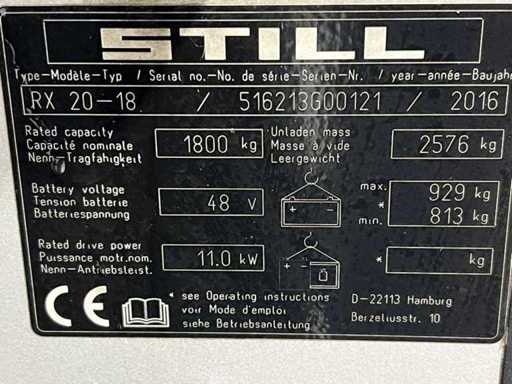 STILL
Type-Modèle-Typ / Serial no.-No. de série-Serien-Nr. / year-année-Baujahr
RX 20-18 / 516213G00121 / 2016
Rated capacity
Capacité nominale
Nenn-Tragfähigkeit
1800 kg
Unladen mass
Masse à vide
Leergewicht
2576 kg
Battery voltage
Tension batterie
Batteriespannung
48 V
+ -
max. 929 kg
*
min. 813 kg
Rated drive power
Puissance motr.nom.
Nenn-Antriebsleist.
11.0 kW
+ -
* kg
CE
* see Operating instructions
voir Mode d'emploi
siehe Betriebsanleitung
D-22113 Hamburg
Berzeliusstr. 10